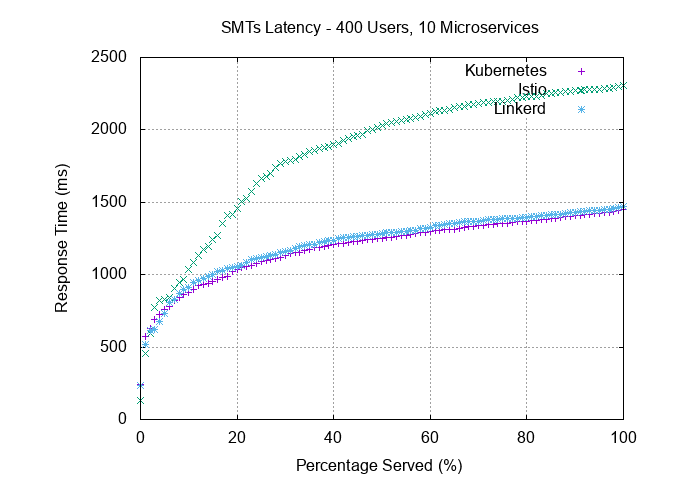 SMTs Latency - 400 Users, 10 Microservices
2500
2000
1500
1000
500
0
Response Time (ms)
Kubernetes
Istio
Linkerd
0 20 40 60 80 100
Percentage Served (%)